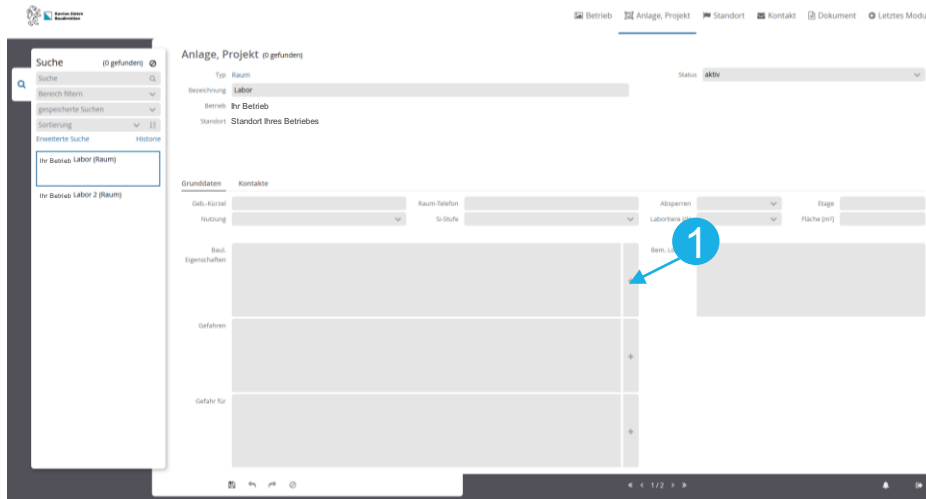 Kanton Zürich
Baudirektion
Betrieb
Anlage, Projekt
Standort
Kontakt
Dokument
Letztes Modu
Suche (0 gefunden)
Suche
Bereich filtern
gespeicherte Suchen
Sortierung
Erweiterte Suche Historie
Ihr Betrieb Labor (Raum)
Ihr Betrieb Labor 2 (Raum)
Anlage, Projekt (0 gefunden)
Typ Raum
Status aktiv
Bezeichnung Labor
Betrieb Ihr Betrieb
Standort Standort Ihres Betriebes
Grunddaten Kontakte
Geb.-Kürzel Raum-Telefon Absperren Etage
Nutzung Si-Stufe Labortiere Fläche [m²]
Baul.
Eigenschaften
Bem.
1
Gefahren
Gefahr für
1 / 2